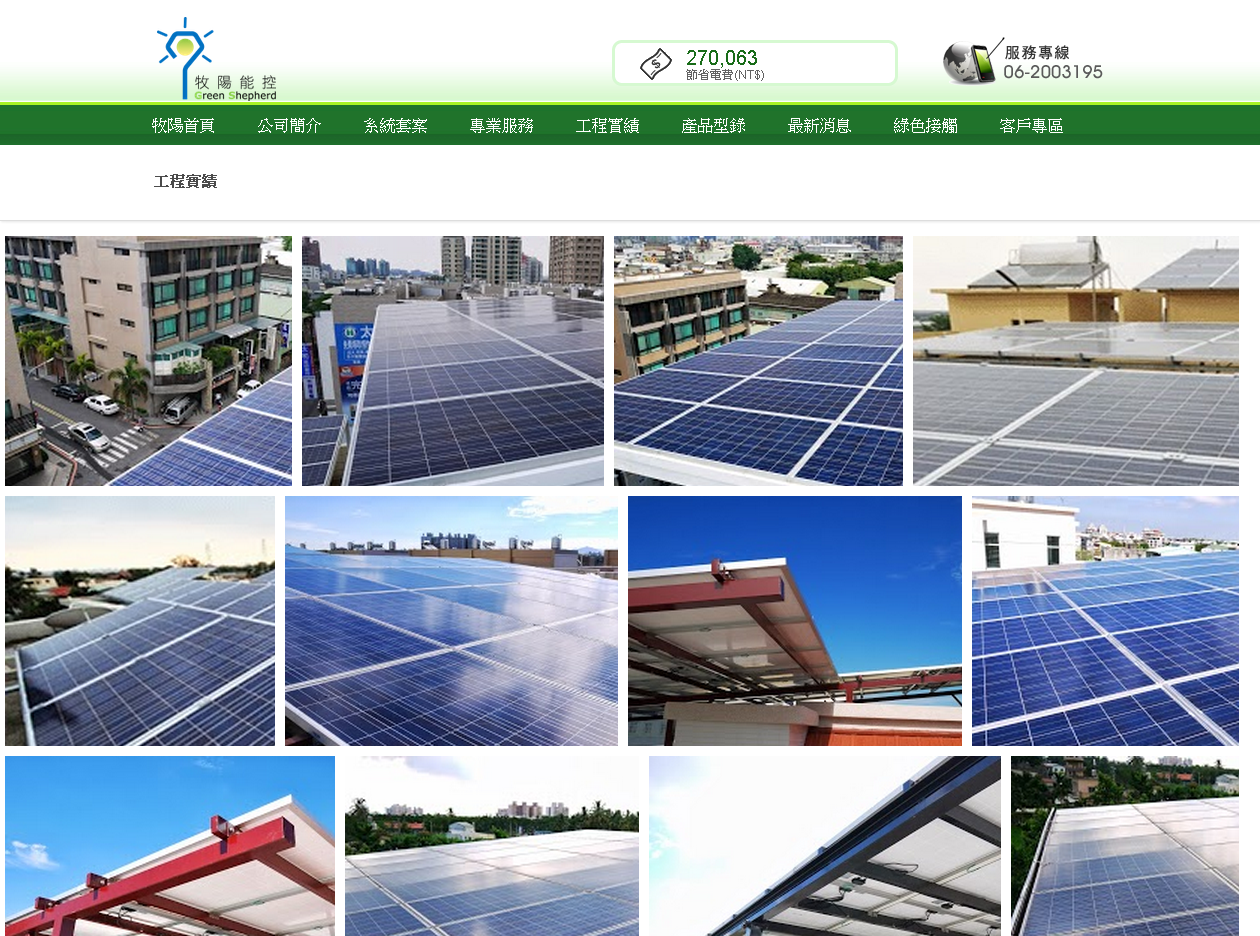 牧陽能控
Green Shepherd
270,063
節省電費(NT$)
服務專線
06-2003195
牧陽首頁
公司簡介
系統套案
專業服務
工程實績
產品型錄
最新消息
綠色接觸
客戶專區
工程實績